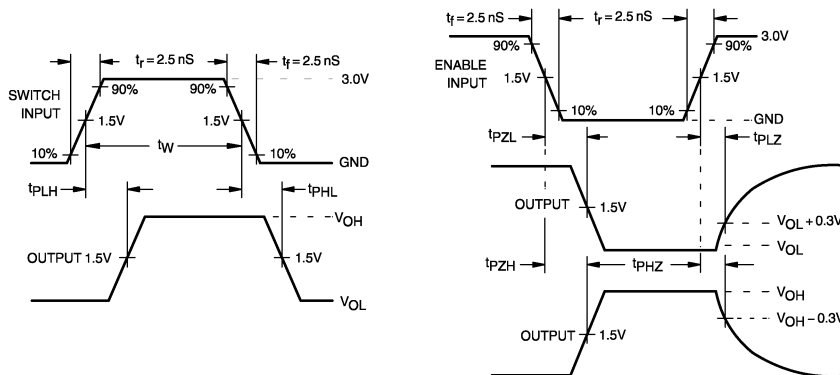 tr = 2.5 nS
tf = 2.5 nS
3.0V
SWITCH
INPUT
90%
90%
1.5V
1.5V
tW
10%
10%
GND
tPLH
tPHL
VOH
OUTPUT 1.5V
1.5V
VOL
tf = 2.5 nS
tr = 2.5 nS
3.0V
90%
90%
ENABLE
INPUT
1.5V
1.5V
10%
10%
GND
tPZL
tPLZ
OUTPUT
1.5V
VOL + 0.3V
VOL
tPZH
tPHZ
VOH
VOH – 0.3V
OUTPUT
1.5V